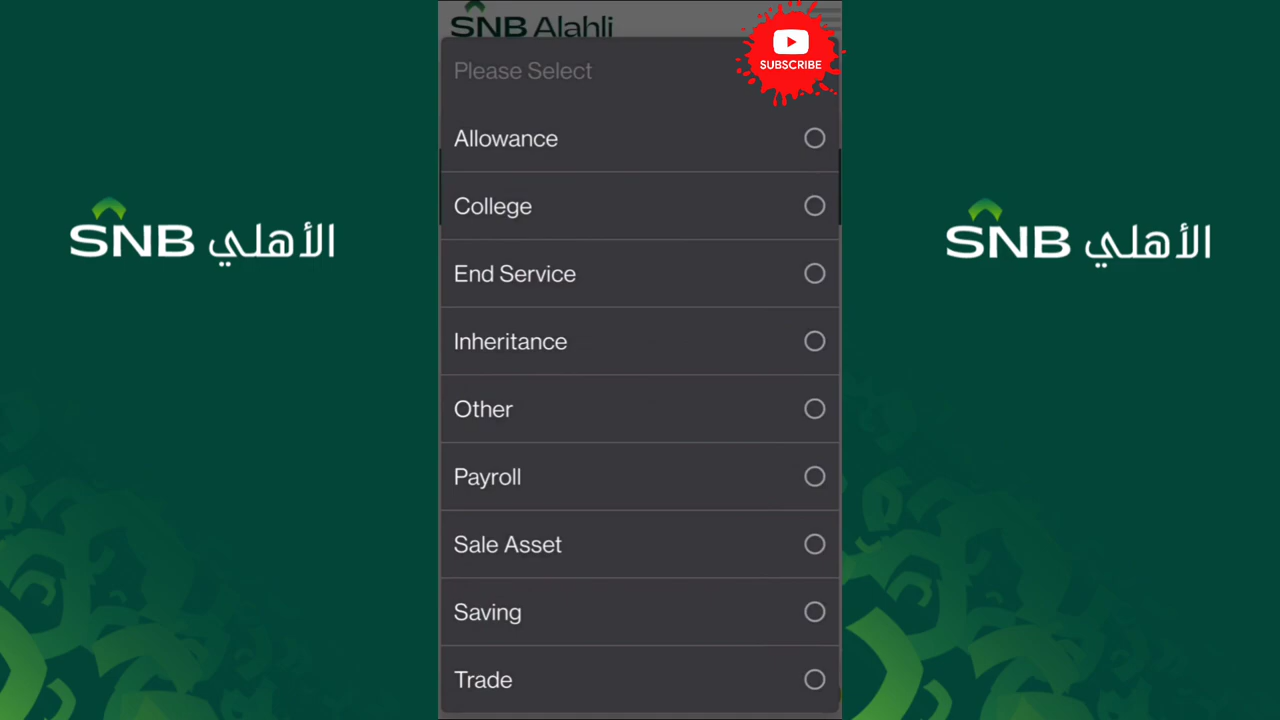 SNB Alahli
SUBSCRIBE
Please Select
Allowance
College
End Service
Inheritance
Other
Payroll
Sale Asset
Saving
Trade
SNB الأهلي
SNB الأهلي